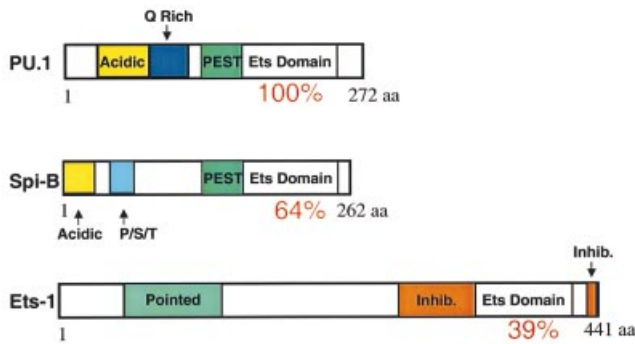 Q Rich
PU.1 Acidic PEST Ets Domain
1 100% 272 aa
Spi-B PEST Ets Domain
1 64% 262 aa
Acidic P/S/T
Inhib.
Ets-1 Pointed Inhib. Ets Domain
1 39% 441 aa